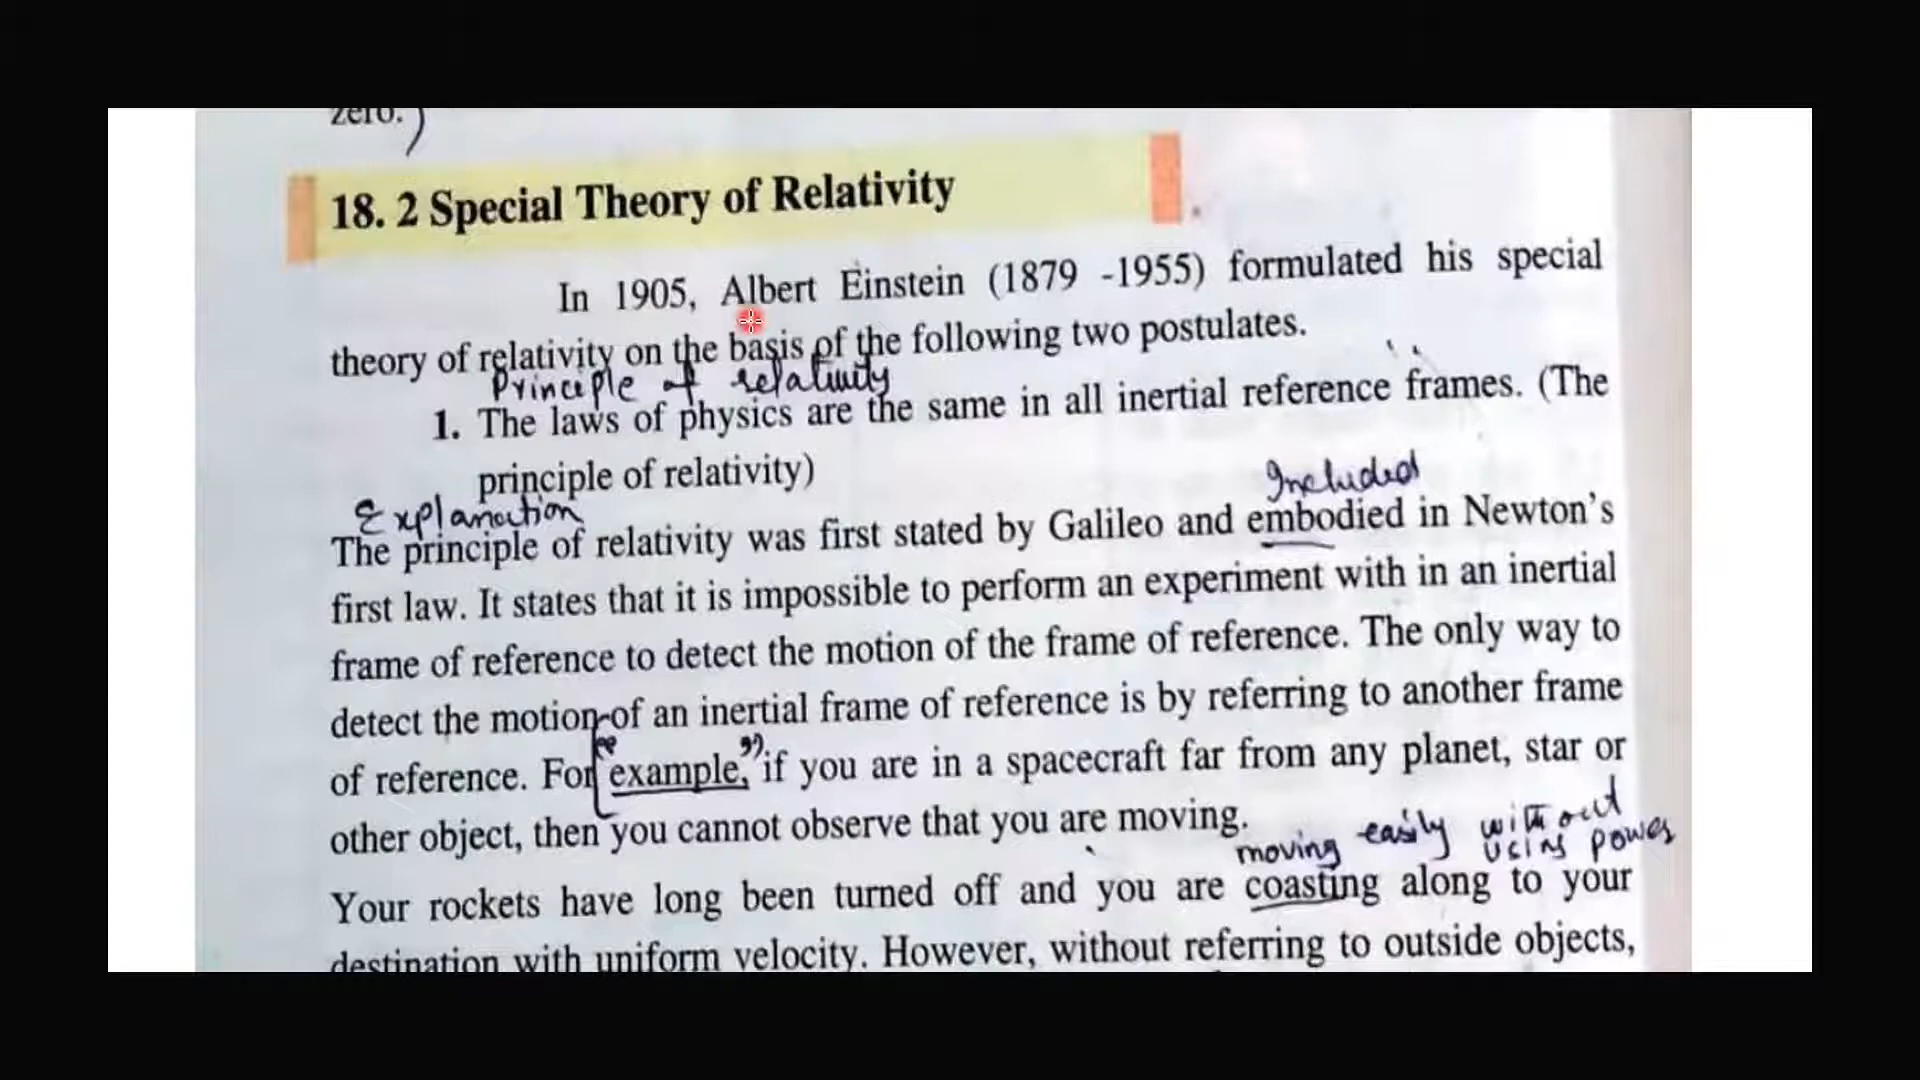 zero.)
18. 2 Special Theory of Relativity
In 1905, Albert Einstein (1879 -1955) formulated his special
theory of relativity on the basis of the following two postulates.
Principle of relativity
1. The laws of physics are the same in all inertial reference frames. (The
principle of relativity)
Included
Explanation
The principle of relativity was first stated by Galileo and embodied in Newton's
first law. It states that it is impossible to perform an experiment with in an inertial
frame of reference to detect the motion of the frame of reference. The only way to
detect the motion of an inertial frame of reference is by referring to another frame
of reference. For "example," if you are in a spacecraft far from any planet, star or
other object, then you cannot observe that you are moving.
moving easily without
using power
Your rockets have long been turned off and you are coasting along to your
destination with uniform velocity. However, without referring to outside objects,